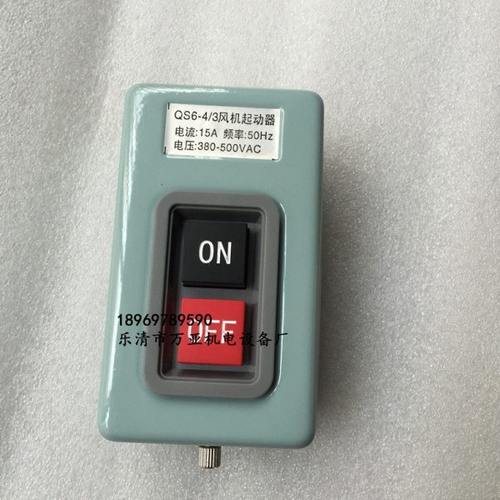 QS6-4/3风机起动器
电流:15A 频率:50Hz
电压:380-500VAC
ON
OFF
18969789590
乐清市万亚机电设备厂